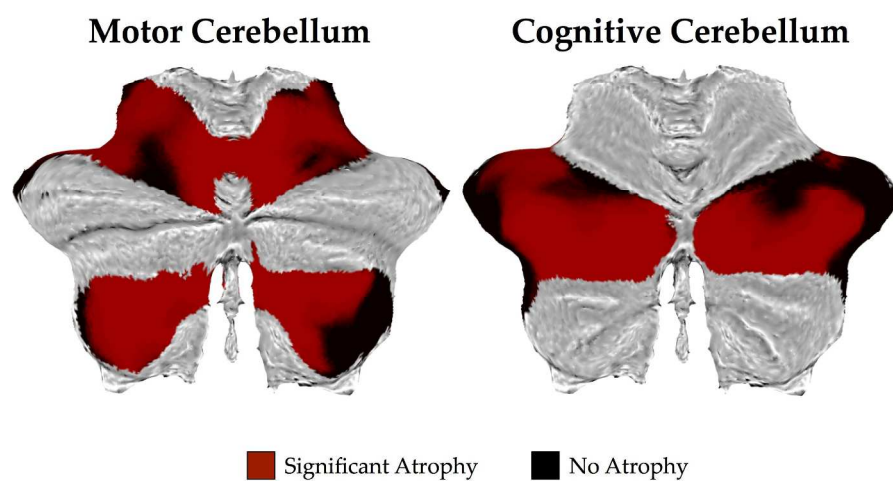 Motor Cerebellum
Cognitive Cerebellum
Significant Atrophy
No Atrophy